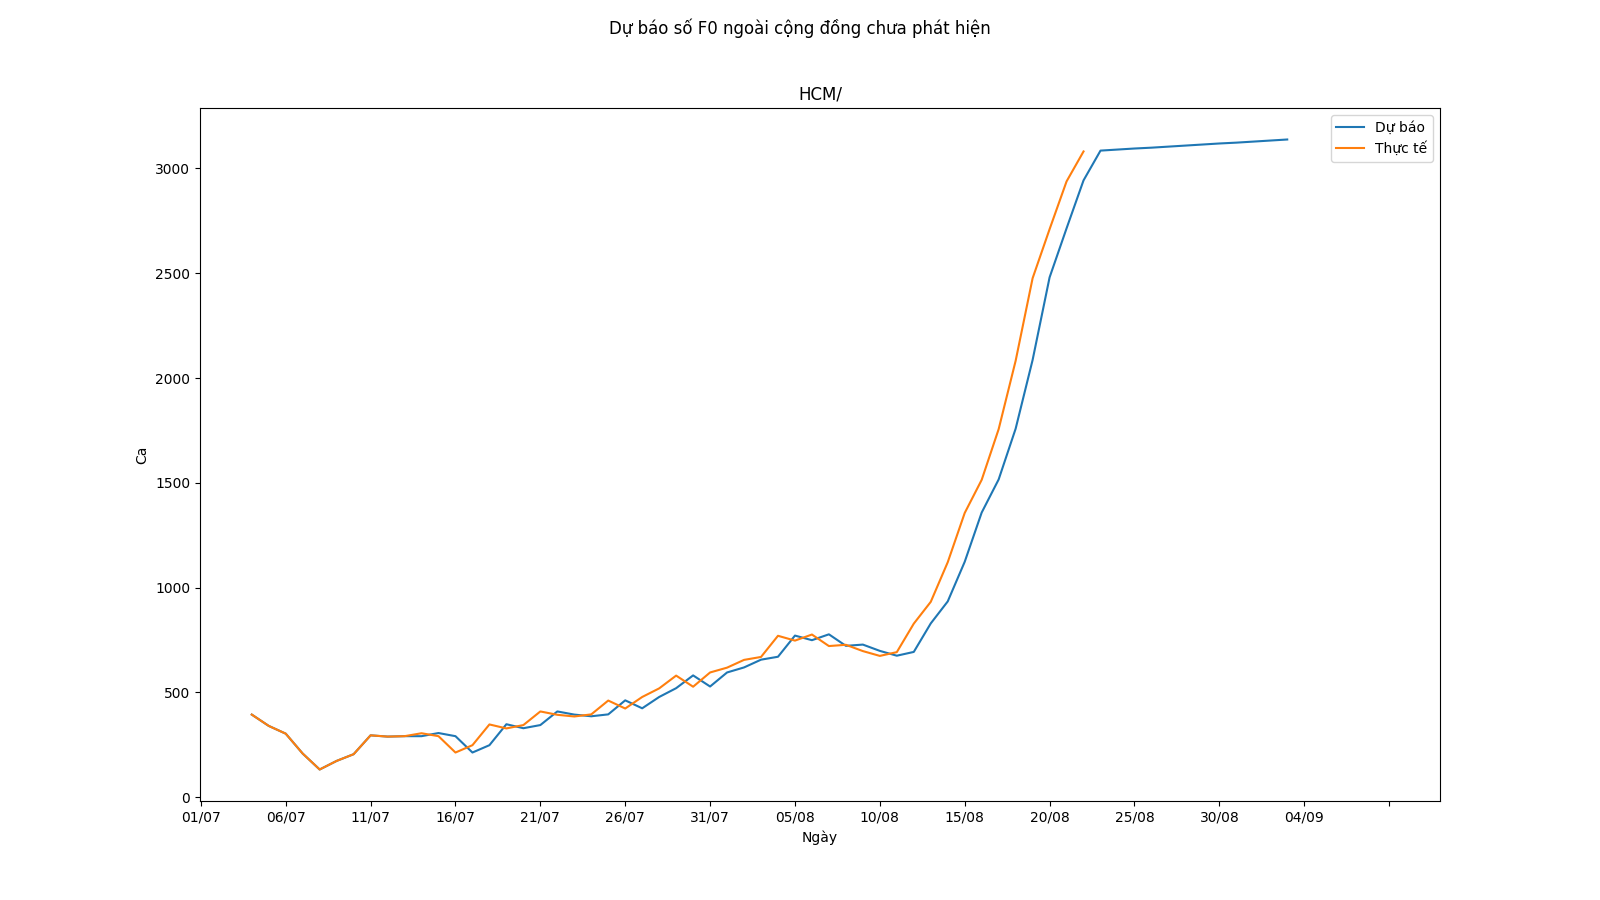 Dự báo số F0 ngoài cộng đồng chưa phát hiện
HCM/
Dự báo
Thực tế
3000
2500
2000
1500
1000
500
0
Ca
01/07 06/07 11/07 16/07 21/07 26/07 31/07 05/08 10/08 15/08 20/08 25/08 30/08 04/09
Ngày